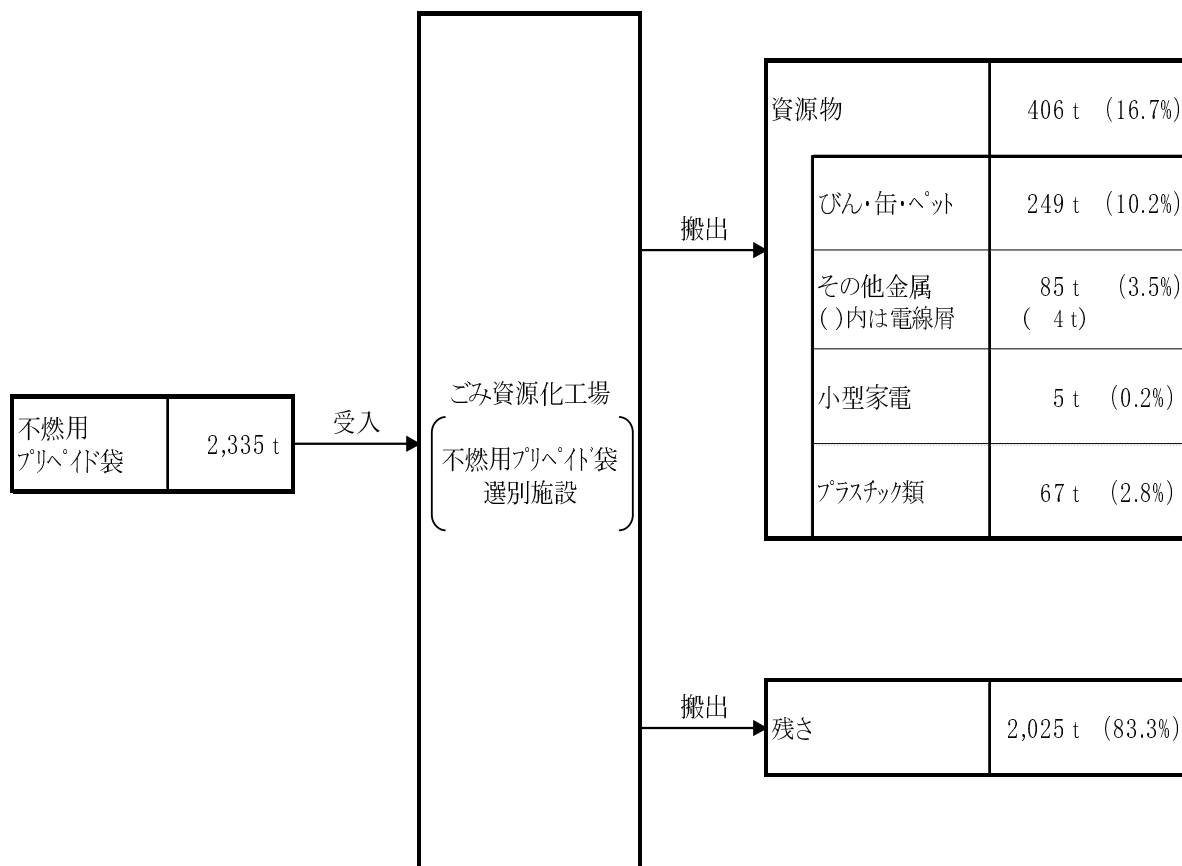 不燃用
プリペイド袋
2,335 t
受入
ごみ資源化工場
不燃用プリペイド袋
選別施設
搬出
資源物 406 t (16.7%)
びん・缶・ペット 249 t (10.2%)
その他金属 85 t (3.5%)
( )内は電線屑 ( 4 t)
小型家電 5 t (0.2%)
プラスチック類 67 t (2.8%)
搬出
残さ 2,025 t (83.3%)